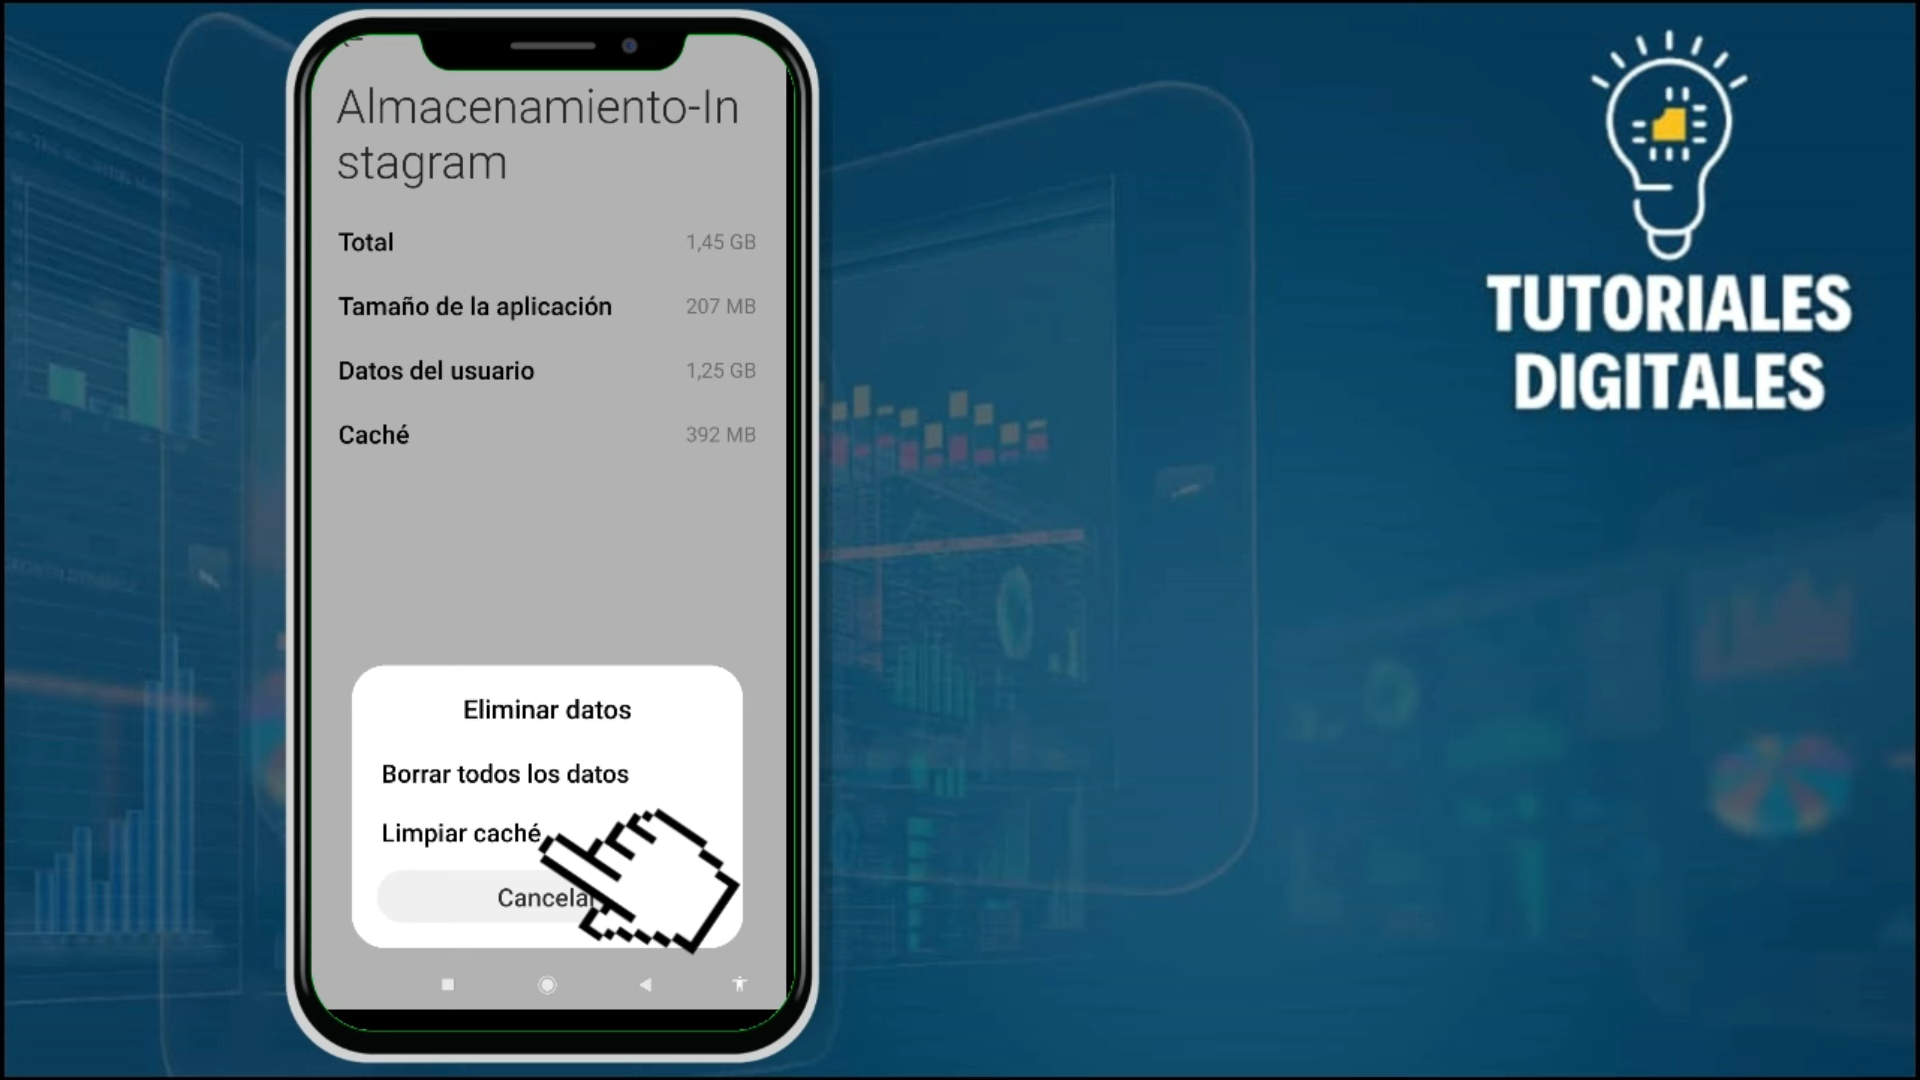 Almacenamiento-In
stagram
Total 1,45 GB
Tamaño de la aplicación 207 MB
Datos del usuario 1,25 GB
Caché 392 MB
Eliminar datos
Borrar todos los datos
Limpiar caché
Cancelar
TUTORIALES
DIGITALES